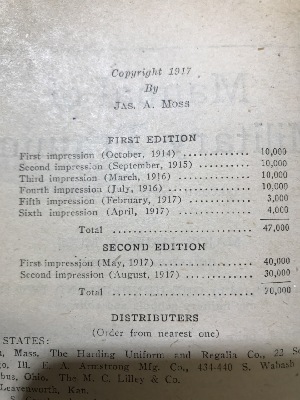 Copyright 1917
By
JAS. A. MOSS
FIRST EDITION
First impression (October, 1914) .............. 10,000
Second impression (September, 1915) ........... 10,000
Third impression (March, 1916) ................ 10,000
Fourth impression (July, 1916) ................ 10,000
Fifth impression (February, 1917) ............. 3,000
Sixth impression (April, 1917) ................ 4,000
Total ................ 47,000
SECOND EDITION
First impression (May, 1917) .................. 40,000
Second impression (August, 1917) .............. 30,000
Total ................ 70,000
DISTRIBUTERS
(Order from nearest one)
STATES:
Mass. The Harding Uniform and Regalia Co., 22
Ill. E. A. Armstrong Mfg. Co., 434-440 S. Wabash
Ohio. The M. C. Lilley & Co.
Leavenworth, Kan.